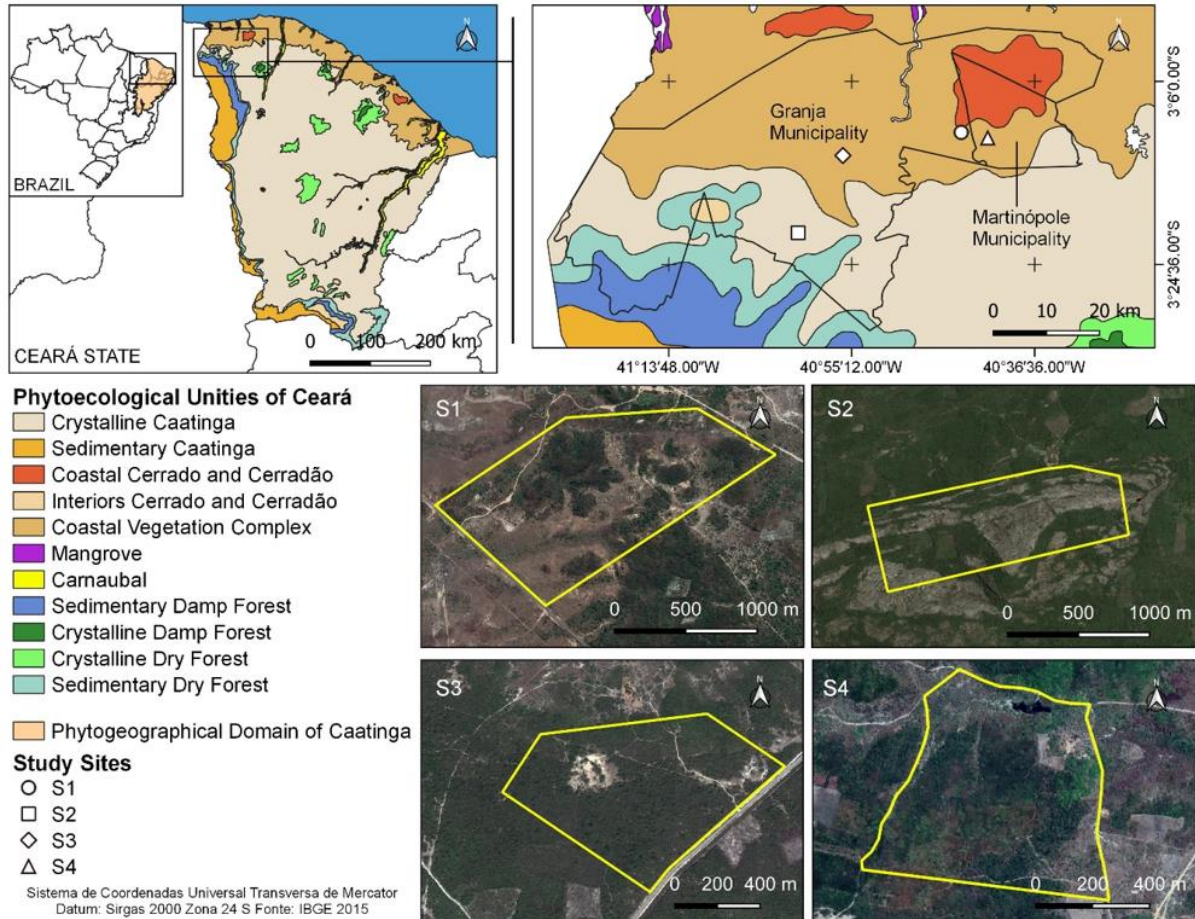 BRAZIL
CEARÁ STATE
0 100 200 km
N
Granja
Municipality
Martinópole
Municipality
0 10 20 km
N
3°6'0.00"S
3°24'36.00"S
41°13'48.00"W 40°55'12.00"W 40°36'36.00"W
Phytoecological Unities of Ceará
Crystalline Caatinga
Sedimentary Caatinga
Coastal Cerrado and Cerradão
Interiors Cerrado and Cerradão
Coastal Vegetation Complex
Mangrove
Carnaubal
Sedimentary Damp Forest
Crystalline Damp Forest
Crystalline Dry Forest
Sedimentary Dry Forest
Phytogeographical Domain of Caatinga
Study Sites
S1
S2
S3
S4
Sistema de Coordenadas Universal Transversa de Mercator
Datum: Sirgas 2000 Zona 24 S Fonte: IBGE 2015
S1
N
0 500 1000 m
S2
N
0 500 1000 m
S3
N
0 200 400 m
S4
N
0 200 400 m